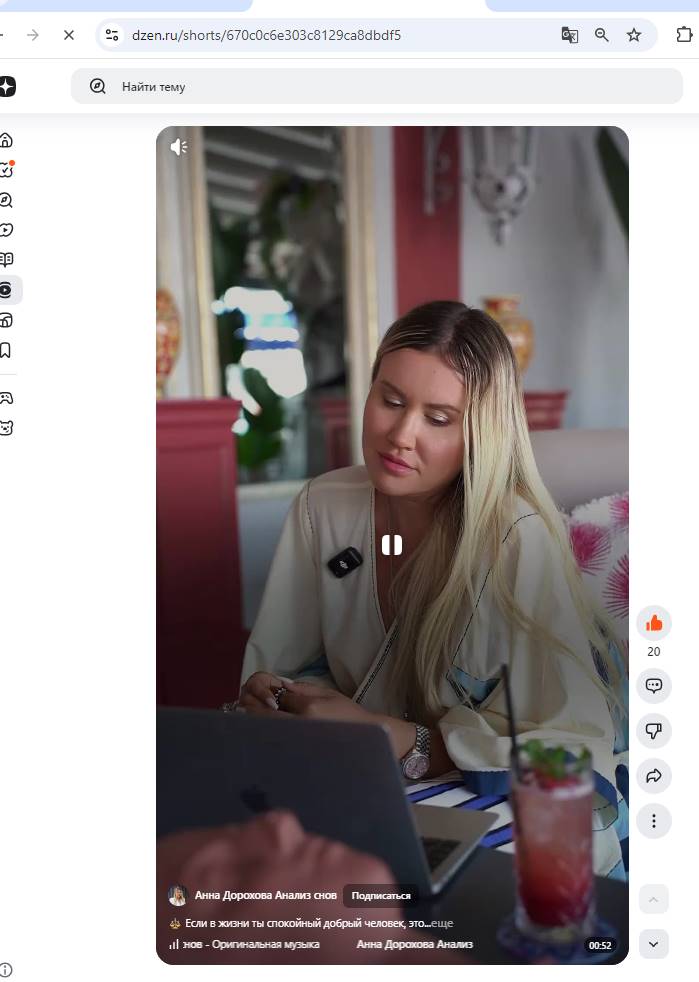 dzen.ru/shorts/670c0c6e303c8129ca8dbdf5
Найти тему
20
Анна Дорохова Анализ снов Подписаться
Если в жизни ты спокойный добрый человек, это...еще
нов - Оригинальная музыка Анна Дорохова Анализ
00:52